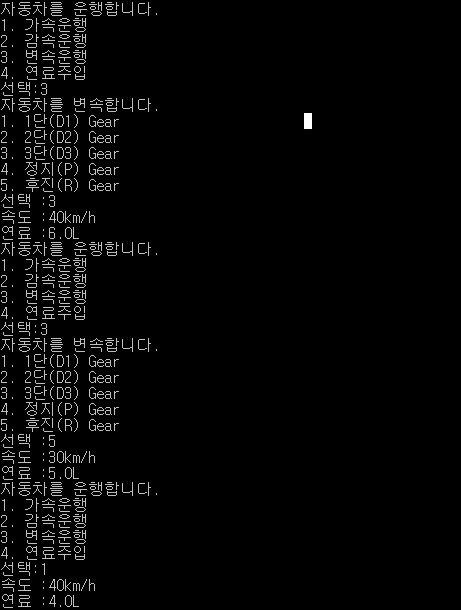 자동차를 운행합니다.
1. 가속운행
2. 감속운행
3. 변속운행
4. 연료주입
선택:3
자동차를 변속합니다.
1. 1단(D1) Gear
2. 2단(D2) Gear
3. 3단(D3) Gear
4. 정지(P) Gear
5. 후진(R) Gear
선택 :3
속도 :40km/h
연료 :6.0L
자동차를 운행합니다.
1. 가속운행
2. 감속운행
3. 변속운행
4. 연료주입
선택:3
자동차를 변속합니다.
1. 1단(D1) Gear
2. 2단(D2) Gear
3. 3단(D3) Gear
4. 정지(P) Gear
5. 후진(R) Gear
선택 :5
속도 :30km/h
연료 :5.0L
자동차를 운행합니다.
1. 가속운행
2. 감속운행
3. 변속운행
4. 연료주입
선택:1
속도 :40km/h
연료 :4.0L